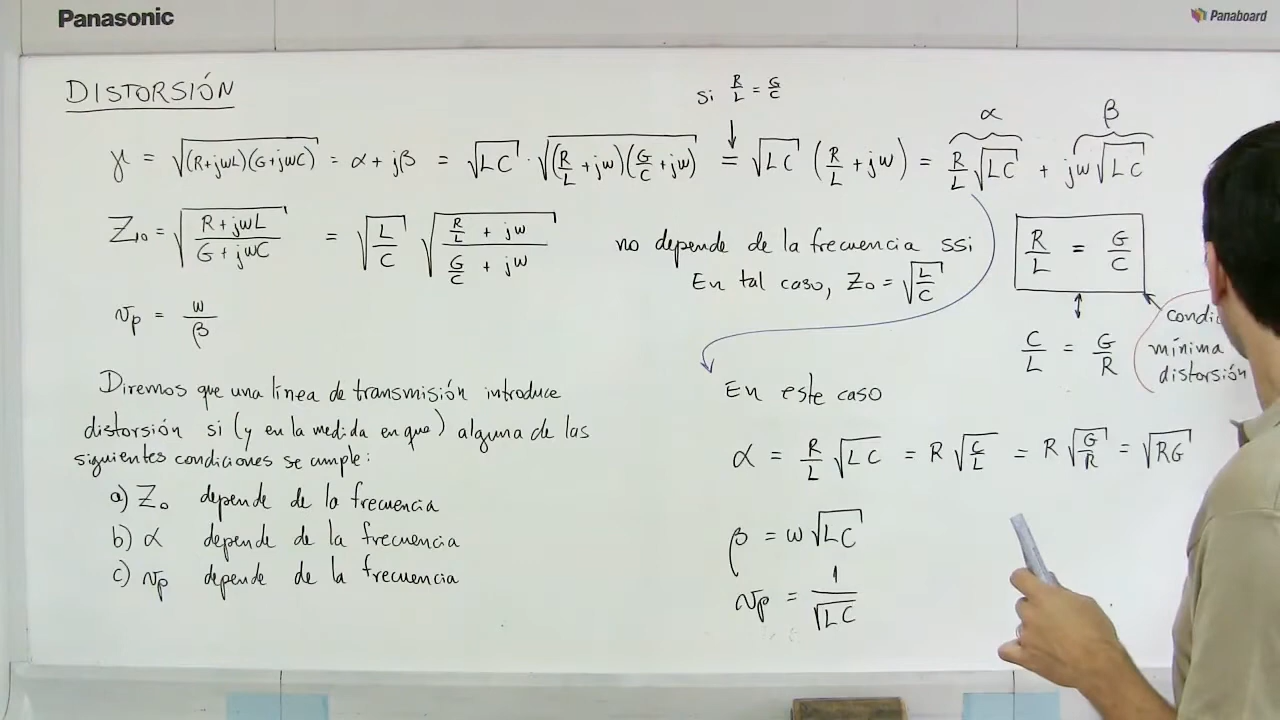 Panasonic
Panaboard
DISTORSIÓN
Si R/L = G/C
α β
γ = √((R+jωL)(G+jωC)) = α + jβ = √LC · √((R/L + jω)(G/C + jω)) = √LC (R/L + jω) = R/L √LC + jω √LC
Z₀ = √((R + jωL)/(G + jωC)) = √(L/C) √((R/L + jω)/(G/C + jω))
no depende de la frecuencia ssi R/L = G/C
En tal caso, Z₀ = √(L/C)
C/L = G/R
mínima
distorsión
vp = ω/β
Diremos que una línea de transmisión introduce
distorsión si (y en la medida en que) alguna de las
siguientes condiciones se cumple:
a) Z₀ depende de la frecuencia
b) α depende de la frecuencia
c) vp depende de la frecuencia
En este caso
α = R/L √LC = R √(C/L) = R √(G/R) = √RG
β = ω √LC
vp = 1/√LC